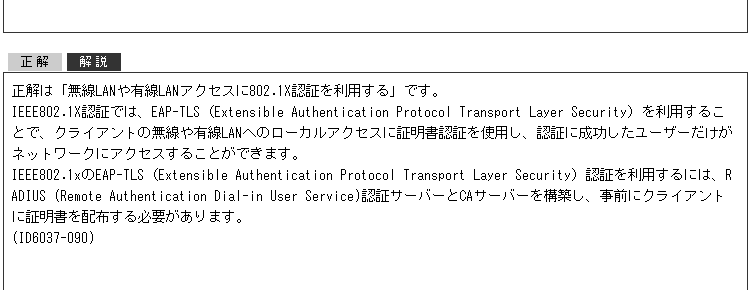 正解 解説
正解は「無線LANや有線LANアクセスに802.1X認証を利用する」です。
IEEE802.1X認証では、EAP-TLS (Extensible Authentication Protocol Transport Layer Security) を利用するこ
とで、クライアントの無線や有線LANへのローカルアクセスに証明書認証を使用し、認証に成功したユーザーだけが
ネットワークにアクセスすることができます。
IEEE802.1xのEAP-TLS (Extensible Authentication Protocol Transport Layer Security) 認証を利用するには、R
ADIUS (Remote Authentication Dial-in User Service)認証サーバーとCAサーバーを構築し、事前にクライアント
に証明書を配布する必要があります。
(ID6037-090)